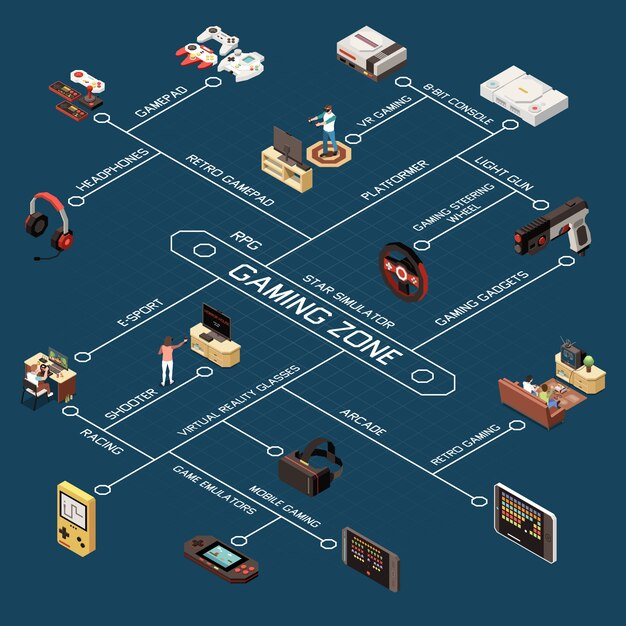 GAMEPAD
8-BIT CONSOLE
VR GAMING
HEADPHONES
RETRO GAMEPAD
PLATFORMER
LIGHT GUN
GAMING STEERING
WHEEL
RPG
GAMING ZONE
STAR SIMULATOR
GAMING GADGETS
E-SPORT
SHOOTER
VIRTUAL REALITY GLASSES
ARCADE
RETRO GAMING
RACING
GAME EMULATORS
MOBILE GAMING